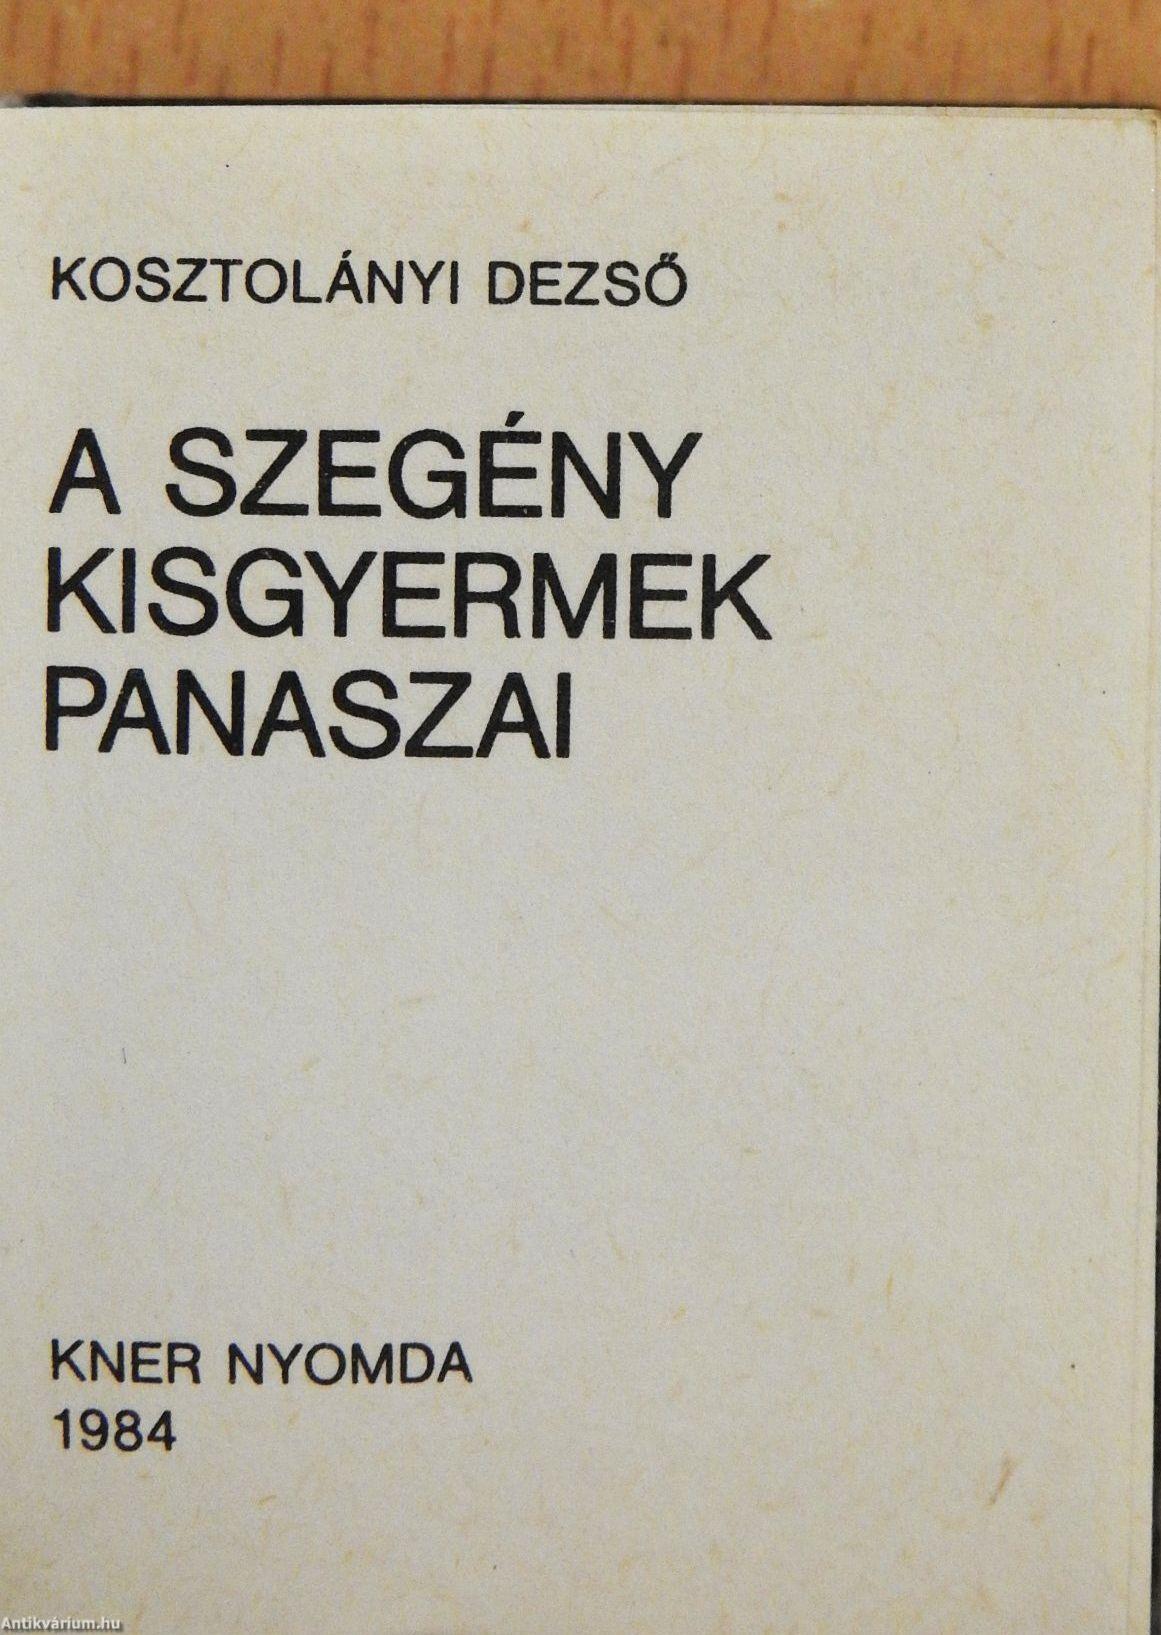 KOSZTOLÁNYI DEZSŐ
A SZEGÉNY
KISGYERMEK
PANASZAI
KNER NYOMDA
1984
Antikvárium.hu